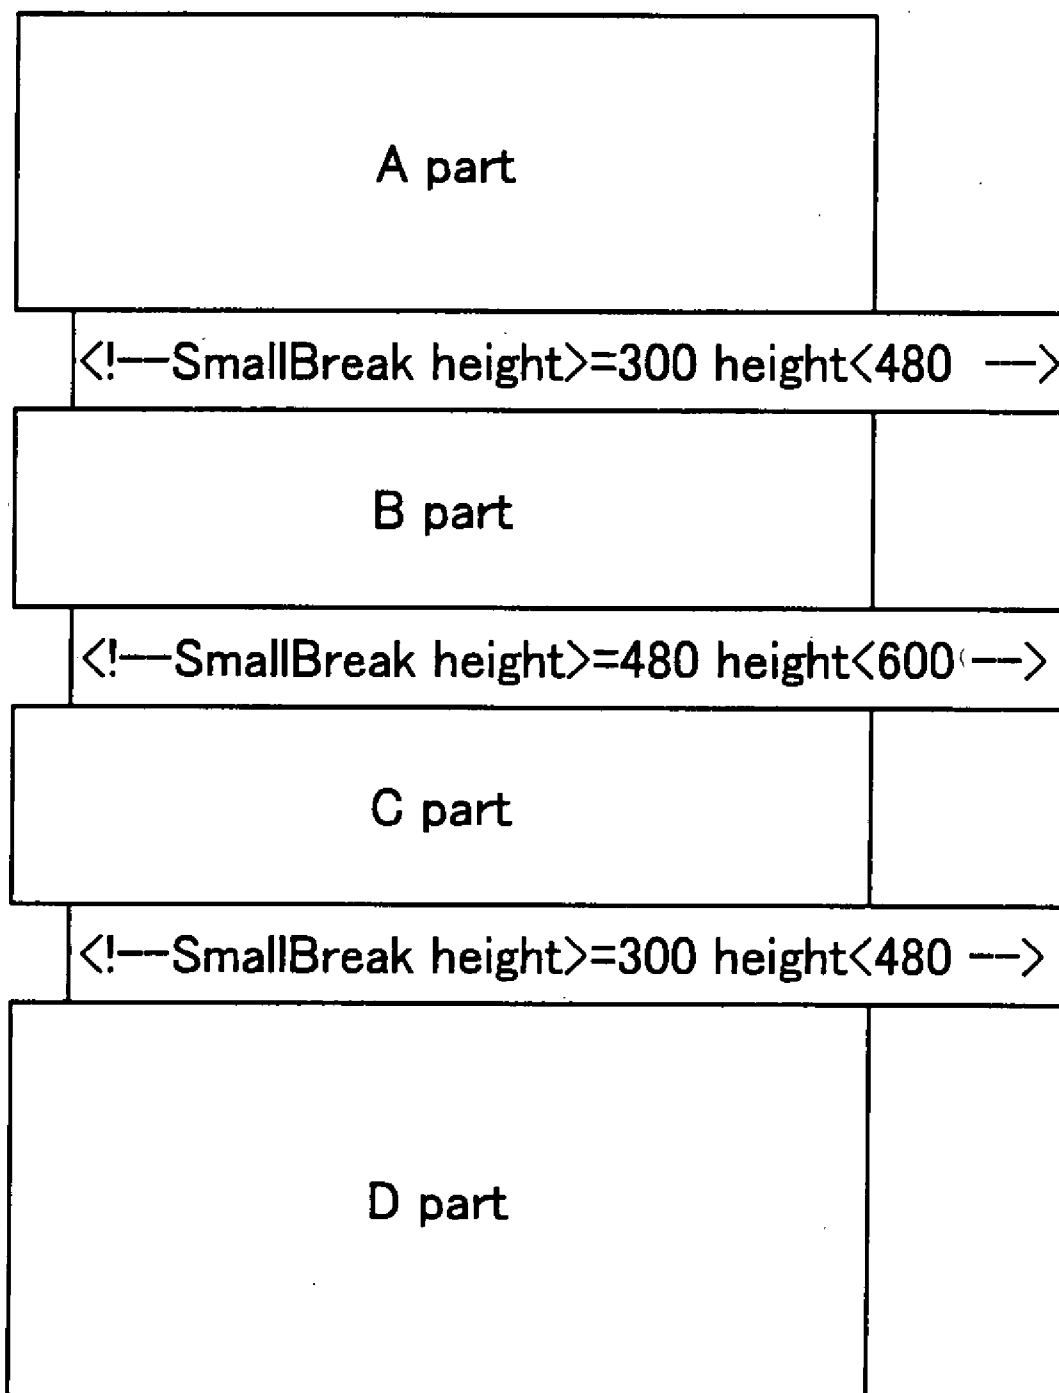 A part
<!--SmallBreak height>=300 height<480 -->
B part
<!--SmallBreak height>=480 height<600 -->
C part
<!--SmallBreak height>=300 height<480 -->
D part